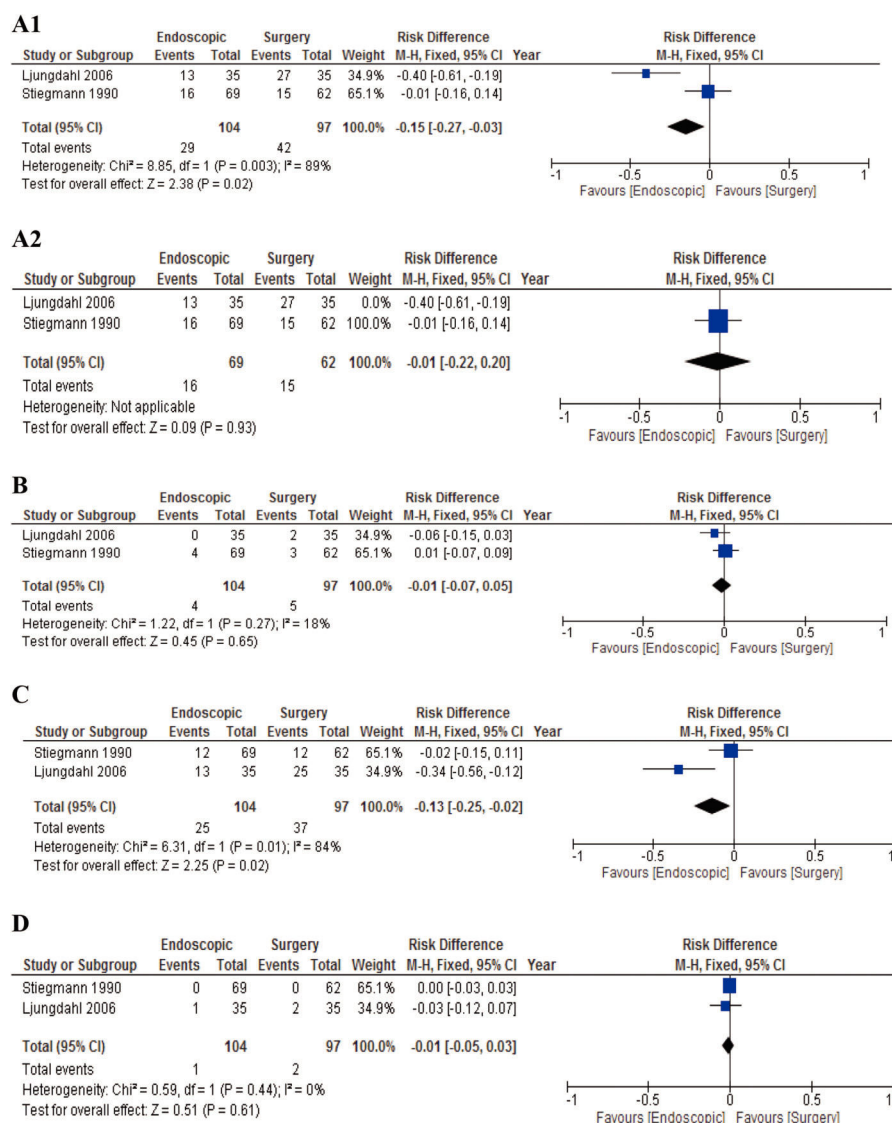 A1
Endoscopic Surgery Risk Difference Risk Difference
Study or Subgroup Events Total Events Total Weight M-H, Fixed, 95% CI Year M-H, Fixed, 95% CI
Ljungdahl 2006 13 35 27 35 34.9% -0.40 [-0.61, -0.19]
Stiegmann 1990 16 69 15 62 65.1% -0.01 [-0.16, 0.14]
Total (95% CI) 104 97 100.0% -0.15 [-0.27, -0.03]
Total events 29 42
Heterogeneity: Chi² = 8.85, df = 1 (P = 0.003); I² = 89%
Test for overall effect: Z = 2.38 (P = 0.02)
-1 -0.5 0 0.5 1
Favours [Endoscopic] Favours [Surgery]
A2
Endoscopic Surgery Risk Difference Risk Difference
Study or Subgroup Events Total Events Total Weight M-H, Fixed, 95% CI Year M-H, Fixed, 95% CI
Ljungdahl 2006 13 35 27 35 0.0% -0.40 [-0.61, -0.19]
Stiegmann 1990 16 69 15 62 100.0% -0.01 [-0.16, 0.14]
Total (95% CI) 69 62 100.0% -0.01 [-0.22, 0.20]
Total events 16 15
Heterogeneity: Not applicable
Test for overall effect: Z = 0.09 (P = 0.93)
-1 -0.5 0 0.5 1
Favours [Endoscopic] Favours [Surgery]
B
Endoscopic Surgery Risk Difference Risk Difference
Study or Subgroup Events Total Events Total Weight M-H, Fixed, 95% CI Year M-H, Fixed, 95% CI
Ljungdahl 2006 0 35 2 35 34.9% -0.06 [-0.15, 0.03]
Stiegmann 1990 4 69 3 62 65.1% 0.01 [-0.07, 0.09]
Total (95% CI) 104 97 100.0% -0.01 [-0.07, 0.05]
Total events 4 5
Heterogeneity: Chi² = 1.22, df = 1 (P = 0.27); I² = 18%
Test for overall effect: Z = 0.45 (P = 0.65)
-1 -0.5 0 0.5 1
Favours [Endoscopic] Favours [Surgery]
C
Endoscopic Surgery Risk Difference Risk Difference
Study or Subgroup Events Total Events Total Weight M-H, Fixed, 95% CI Year M-H, Fixed, 95% CI
Stiegmann 1990 12 69 12 62 65.1% -0.02 [-0.15, 0.11]
Ljungdahl 2006 13 35 25 35 34.9% -0.34 [-0.56, -0.12]
Total (95% CI) 104 97 100.0% -0.13 [-0.25, -0.02]
Total events 25 37
Heterogeneity: Chi² = 6.31, df = 1 (P = 0.01); I² = 84%
Test for overall effect: Z = 2.25 (P = 0.02)
-1 -0.5 0 0.5 1
Favours [Endoscopic] Favours [Surgery]
D
Endoscopic Surgery Risk Difference Risk Difference
Study or Subgroup Events Total Events Total Weight M-H, Fixed, 95% CI Year M-H, Fixed, 95% CI
Stiegmann 1990 0 69 0 62 65.1% 0.00 [-0.03, 0.03]
Ljungdahl 2006 1 35 2 35 34.9% -0.03 [-0.12, 0.07]
Total (95% CI) 104 97 100.0% -0.01 [-0.05, 0.03]
Total events 1 2
Heterogeneity: Chi² = 0.59, df = 1 (P = 0.44); I² = 0%
Test for overall effect: Z = 0.51 (P = 0.61)
-1 -0.5 0 0.5 1
Favours [Endoscopic] Favours [Surgery]